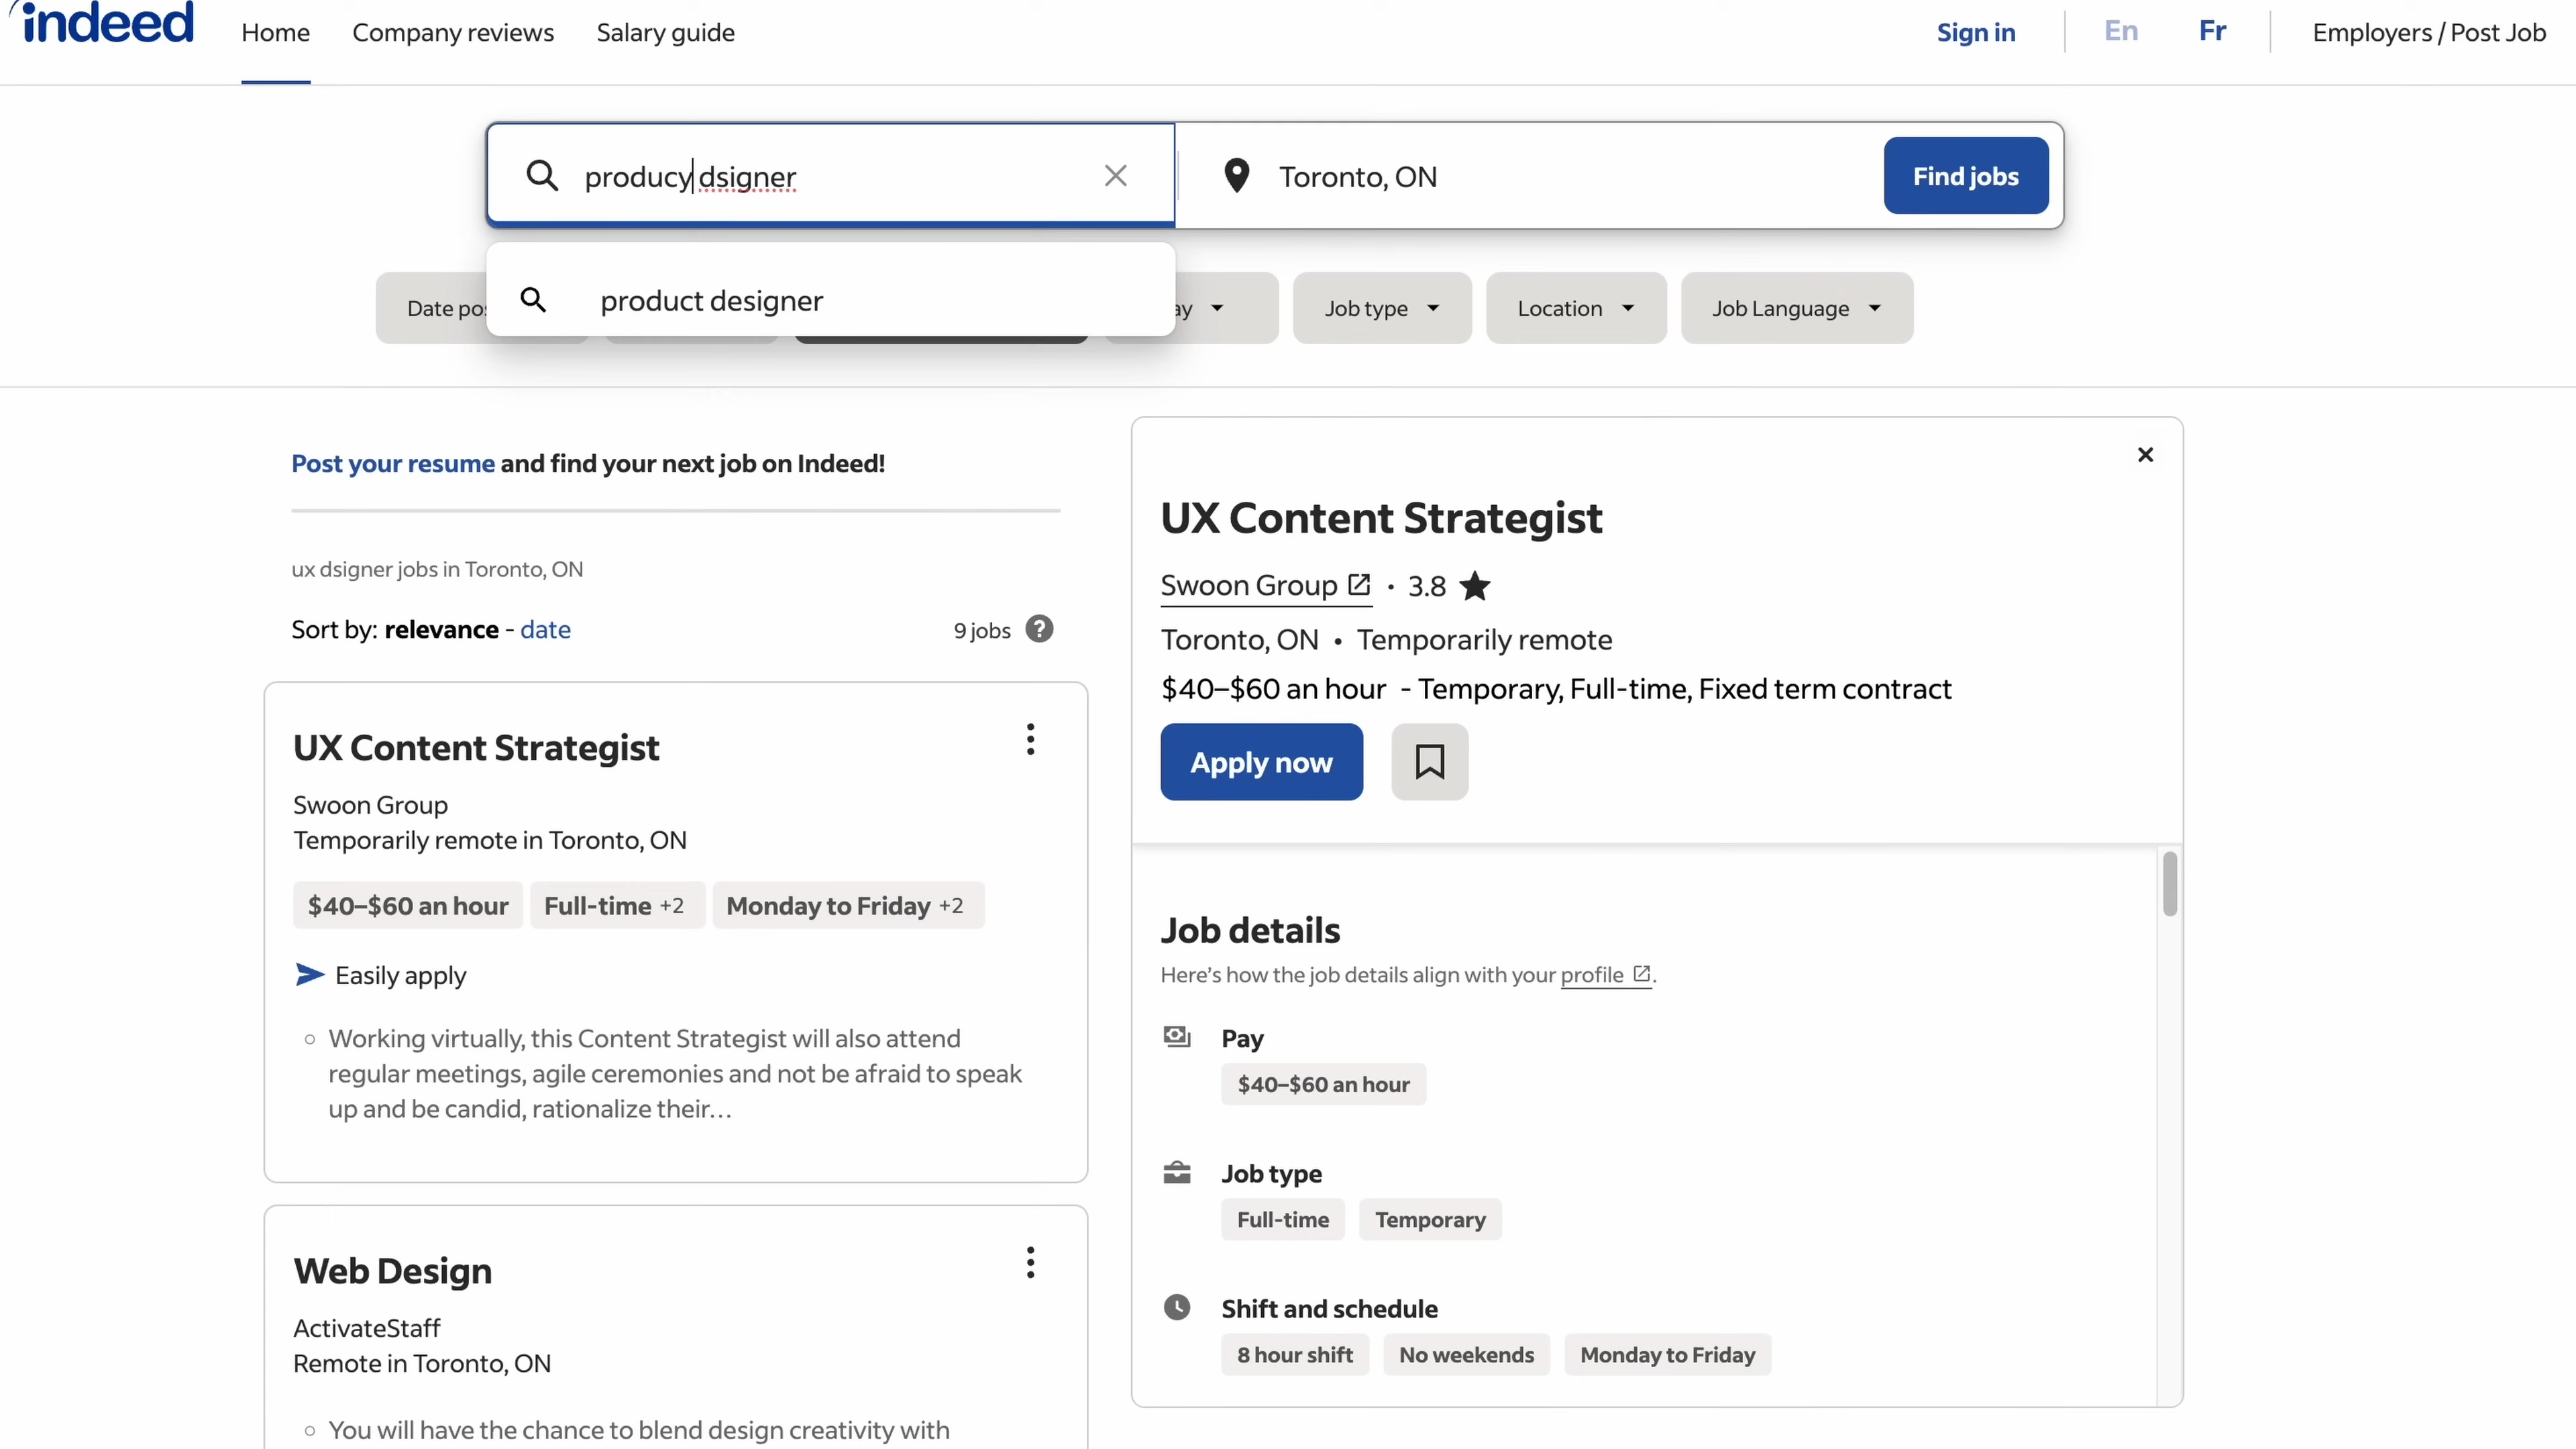 indeed
Home Company reviews Salary guide Sign in En Fr Employers / Post Job
producy dsigner Toronto, ON Find jobs
product designer
Date pos ay Job type Location Job Language
Post your resume and find your next job on Indeed!
ux dsigner jobs in Toronto, ON
Sort by: relevance - date 9 jobs ?
UX Content Strategist
Swoon Group
Temporarily remote in Toronto, ON
$40–$60 an hour Full-time +2 Monday to Friday +2
Easily apply
Working virtually, this Content Strategist will also attend
regular meetings, agile ceremonies and not be afraid to speak
up and be candid, rationalize their…
Web Design
ActivateStaff
Remote in Toronto, ON
You will have the chance to blend design creativity with
UX Content Strategist
Swoon Group · 3.8
Toronto, ON • Temporarily remote
$40–$60 an hour - Temporary, Full-time, Fixed term contract
Apply now
Job details
Here's how the job details align with your profile .
Pay
$40–$60 an hour
Job type
Full-time Temporary
Shift and schedule
8 hour shift No weekends Monday to Friday